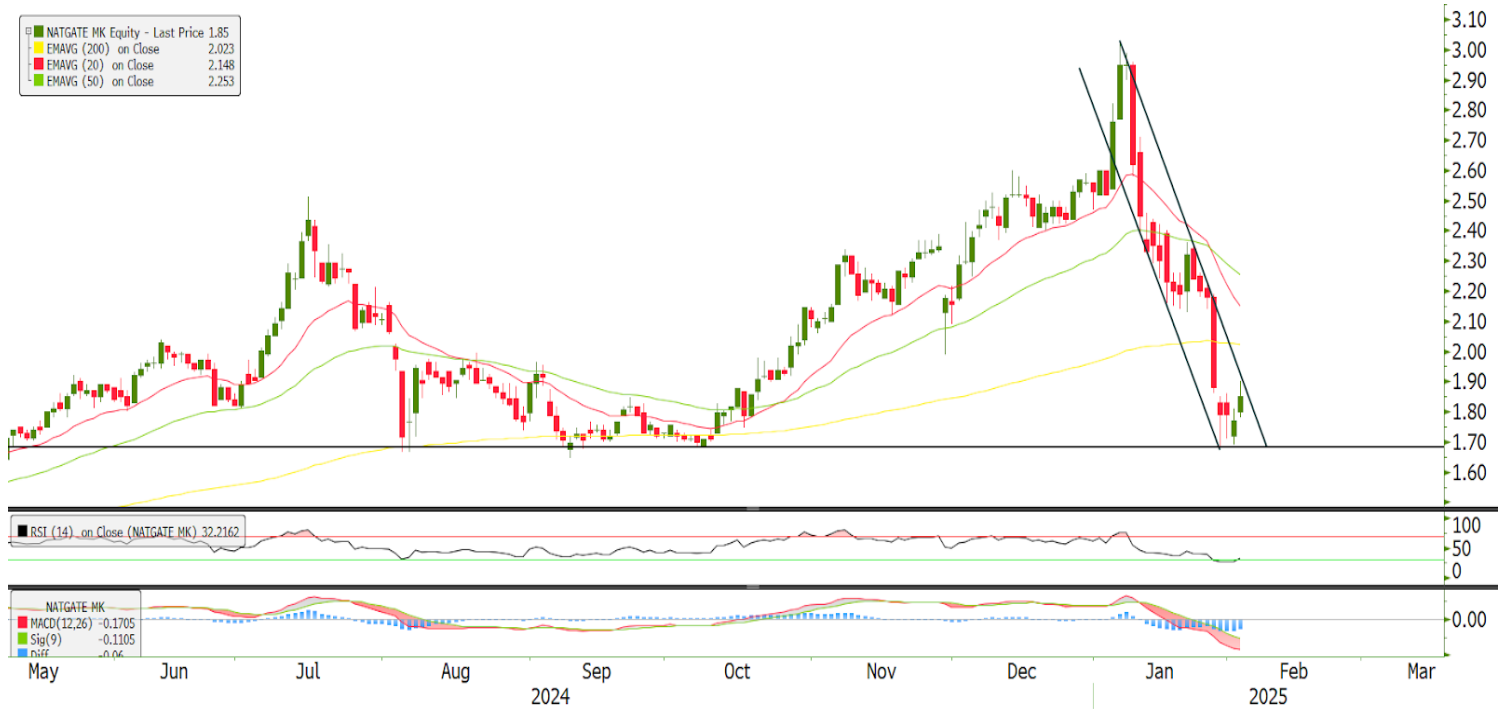 NATGATE MK Equity - Last Price 1.85
EMAVG (200) on Close 2.023
EMAVG (20) on Close 2.148
EMAVG (50) on Close 2.253
3.10
3.00
2.90
2.80
2.70
2.60
2.50
2.40
2.30
2.20
2.10
2.00
1.90
1.80
1.70
1.60
RSI (14) on Close (NATGATE MK) 32.2162
100
50
0
NATGATE MK
MACD(12,26) -0.1705
Sig(9) -0.1105
Diff -0.06
0.00
May Jun Jul Aug Sep Oct Nov Dec Jan Feb Mar
2024 2025